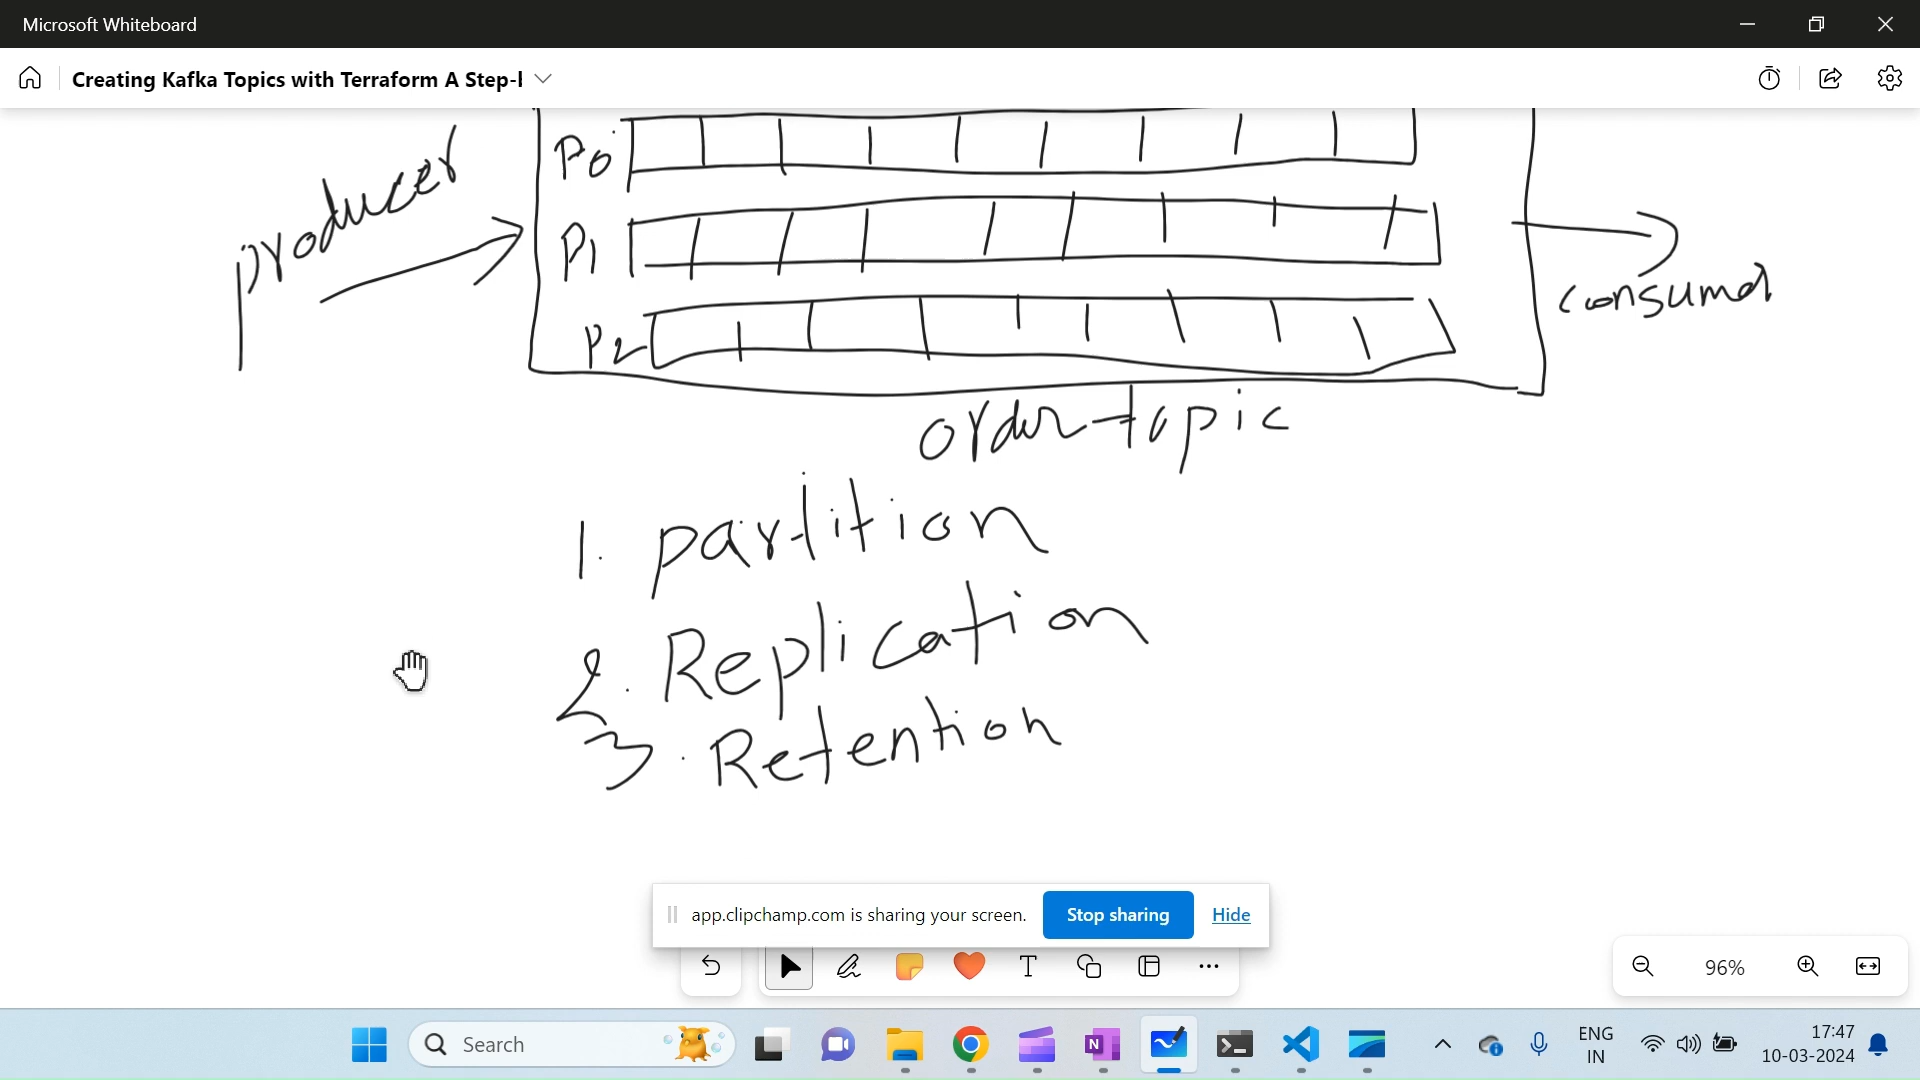 Microsoft Whiteboard
Creating Kafka Topics with Terraform A Step-l
producer
P0
P1
P2
consumer
order-topic
1. partition
2. Replication
3. Retention
app.clipchamp.com is sharing your screen.
Stop sharing
Hide
T
96%
Search
N
ENG
IN
17:47
10-03-2024